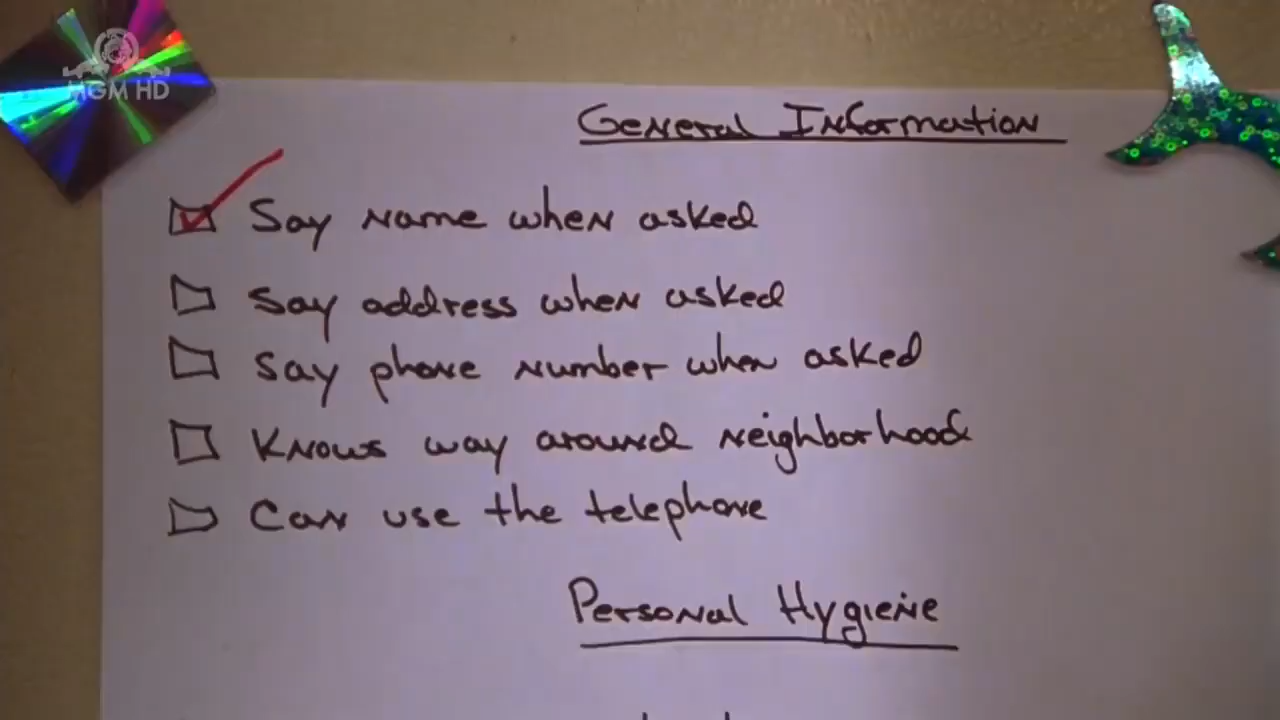 MGM HD
General Information
Say name when asked
Say address when asked
Say phone number when asked
Knows way around neighborhood
Can use the telephone
Personal Hygiene